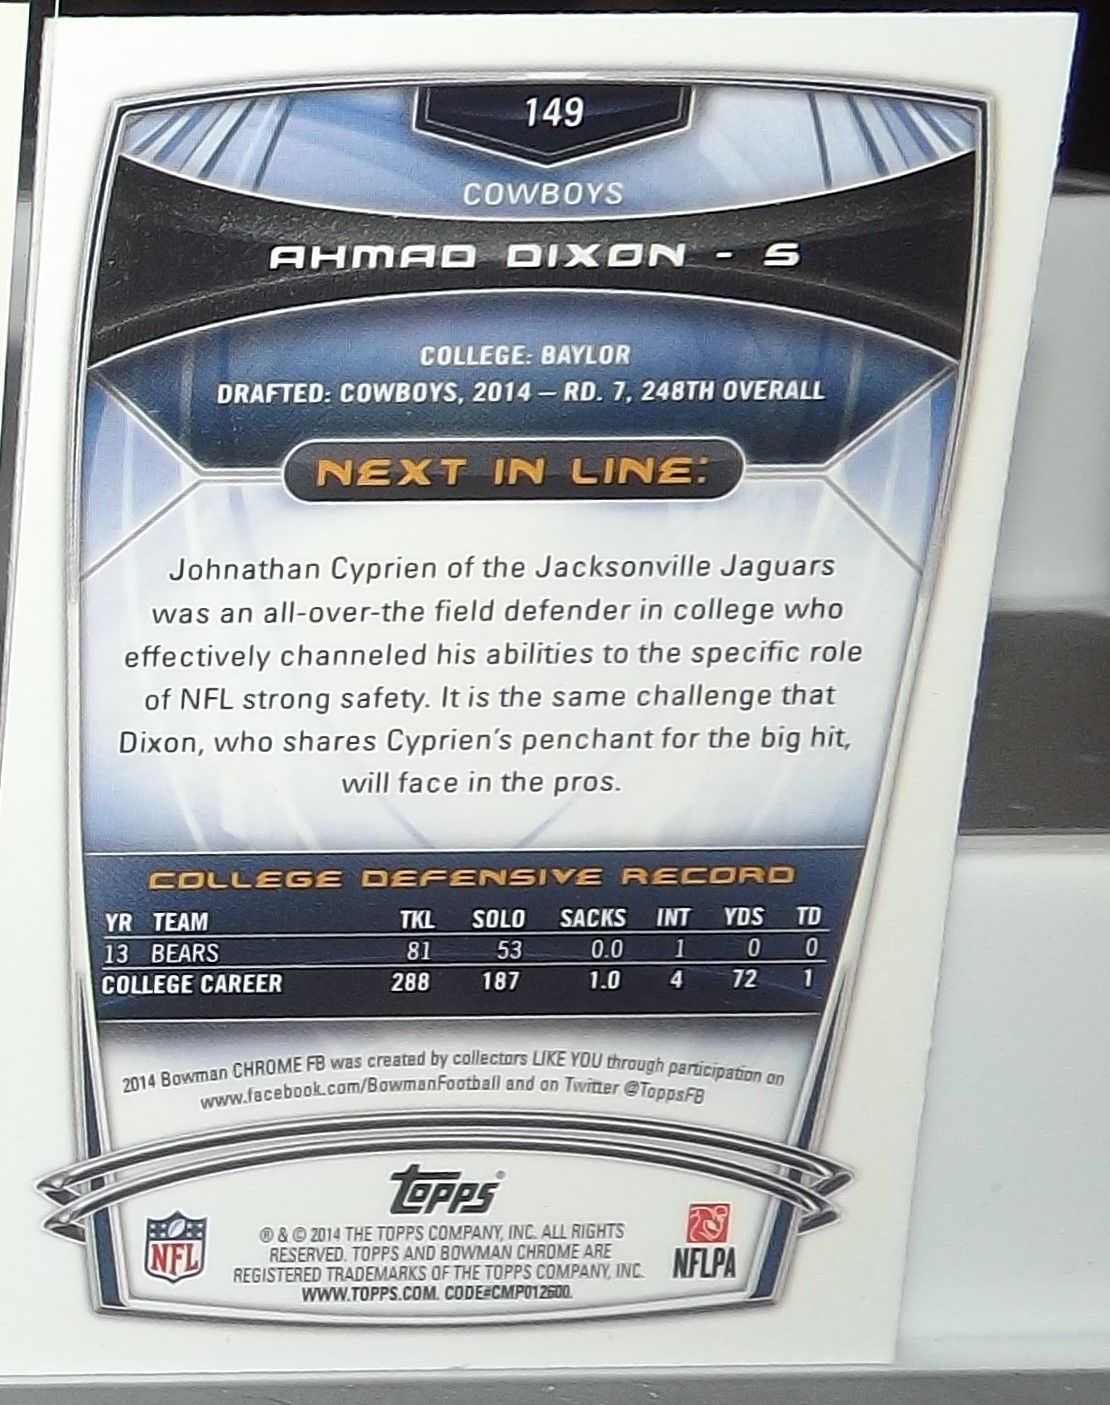 149
COWBOYS
AHMAD DIXON - S
COLLEGE: BAYLOR
DRAFTED: COWBOYS, 2014 – RD. 7, 248TH OVERALL
NEXT IN LINE:
Johnathan Cyprien of the Jacksonville Jaguars
was an all-over-the field defender in college who
effectively channeled his abilities to the specific role
of NFL strong safety. It is the same challenge that
Dixon, who shares Cyprien's penchant for the big hit,
will face in the pros.
COLLEGE DEFENSIVE RECORD
YR TEAM TKL SOLO SACKS INT YDS TD
13 BEARS 81 53 0.0 1 0 0
COLLEGE CAREER 288 187 1.0 4 72 1
2014 Bowman CHROME FB was created by collectors LIKE YOU through participation on
www.facebook.com/BowmanFootball and on Twitter @ToppsFB
Topps®
® & © 2014 THE TOPPS COMPANY, INC. ALL RIGHTS
RESERVED. TOPPS AND BOWMAN CHROME ARE
REGISTERED TRADEMARKS OF THE TOPPS COMPANY, INC.
WWW.TOPPS.COM. CODE#CMP012600.
NFL
NFLPA